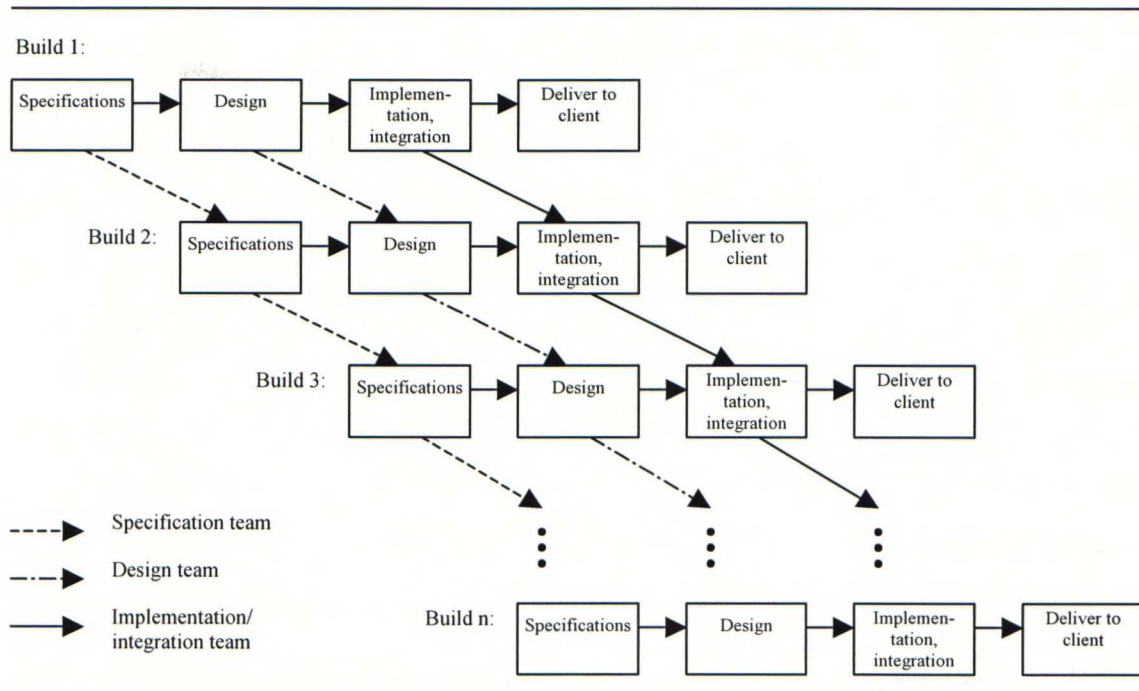 Build 1:
Specifications
Design
Implemen-
tation,
integration
Deliver to
client
Build 2:
Specifications
Design
Implemen-
tation,
integration
Deliver to
client
Build 3:
Specifications
Design
Implemen-
tation,
integration
Deliver to
client
Specification team
Design team
Implementation/
integration team
Build n:
Specifications
Design
Implemen-
tation,
integration
Deliver to
client